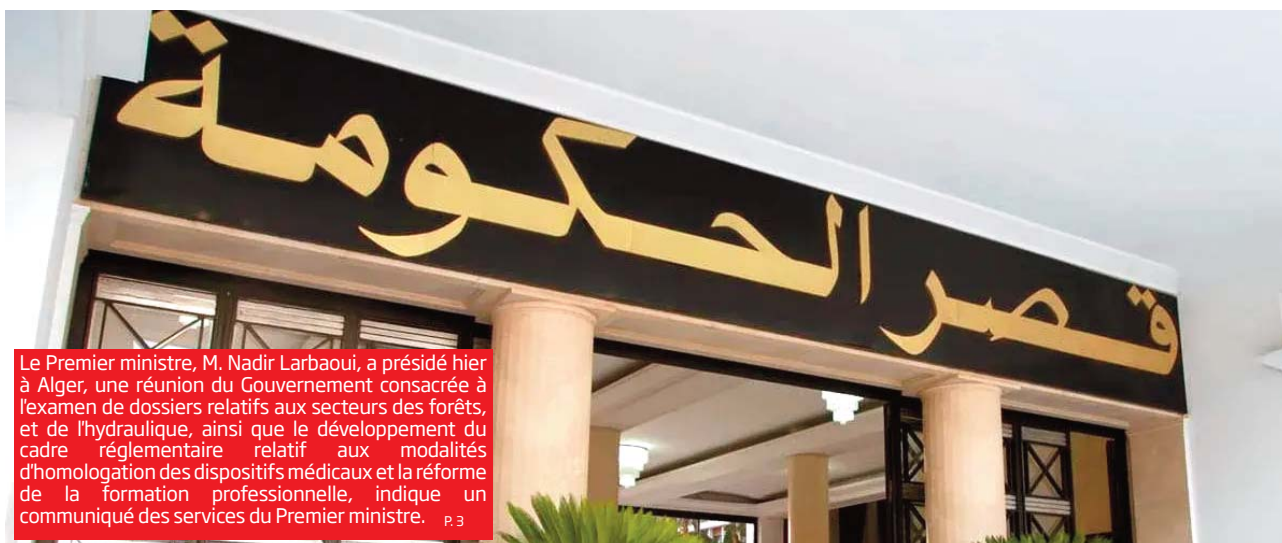 قصر الحكومة
Le Premier ministre, M. Nadir Larbaoui, a présidé hier
à Alger, une réunion du Gouvernement consacrée à
l'examen de dossiers relatifs aux secteurs des forêts,
et de l'hydraulique, ainsi que le développement du
cadre réglementaire relatif aux modalités
d'homologation des dispositifs médicaux et la réforme
de la formation professionnelle, indique un
communiqué des services du Premier ministre. P. 3